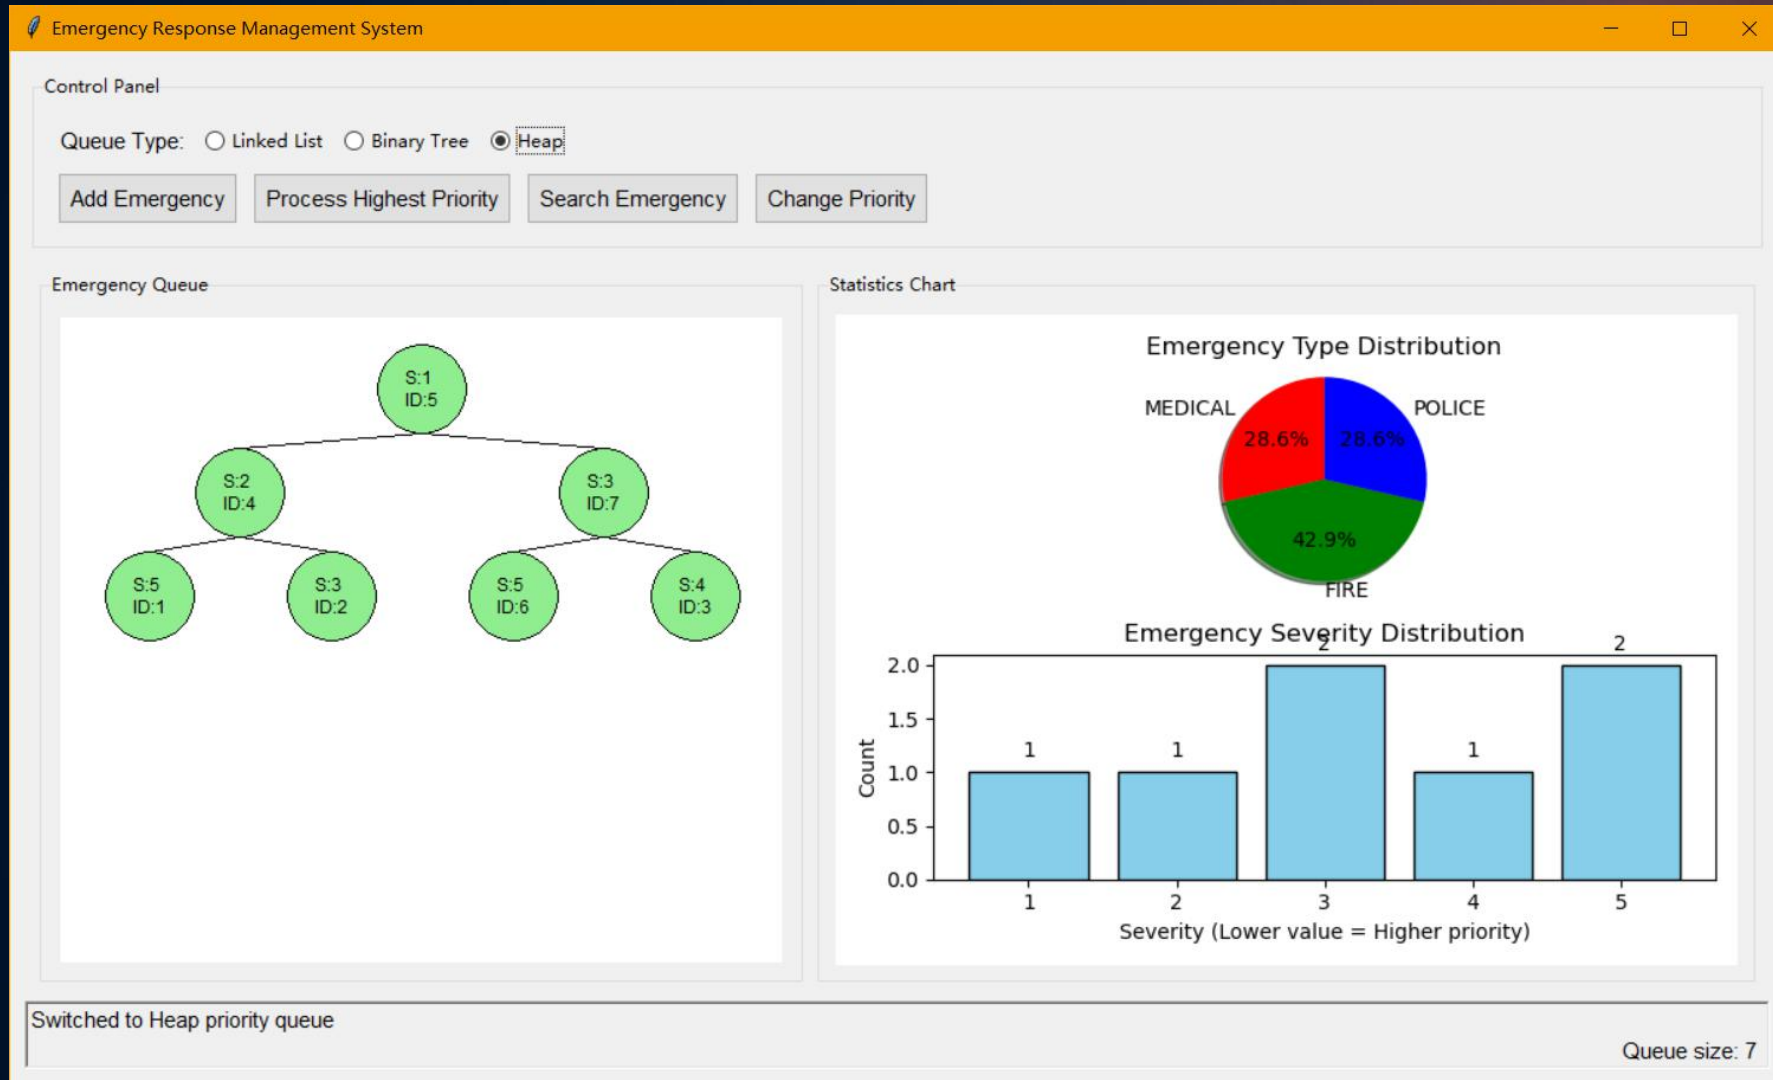 Emergency Response Management System
Control Panel
Queue Type: Linked List Binary Tree Heap
Add Emergency Process Highest Priority Search Emergency Change Priority
Emergency Queue
S:1
ID:5
S:2
ID:4
S:3
ID:7
S:5
ID:1
S:3
ID:2
S:5
ID:6
S:4
ID:3
Statistics Chart
Emergency Type Distribution
MEDICAL POLICE
28.6% 28.6%
42.9%
FIRE
Emergency Severity Distribution
2 2
2.0
1.5
1 1 1
1.0
0.5
0.0
Count
1 2 3 4 5
Severity (Lower value = Higher priority)
Switched to Heap priority queue
Queue size: 7